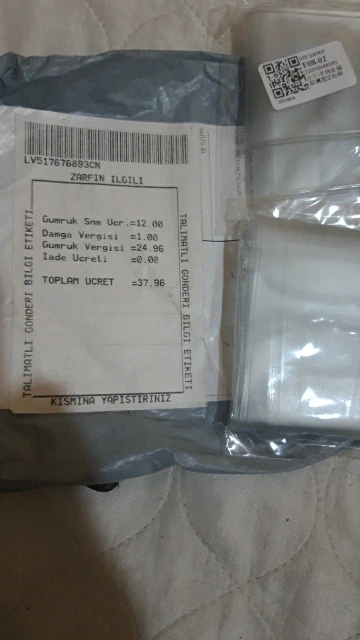 LV517676893CN
ZARFIN ILGILI
TALIMATLI GONDERI BILGI ETIKETI
Gumruk Snm Ucr.=12.00
Damga Vergisi =1.00
Gumruk Vergisi =24.96
Iade Ucreti =0.00
TOPLAM UCRET =37.96
TALIMATLI GONDERI BILGI ETIKETI
KISMINA YAPISTIRINIZ